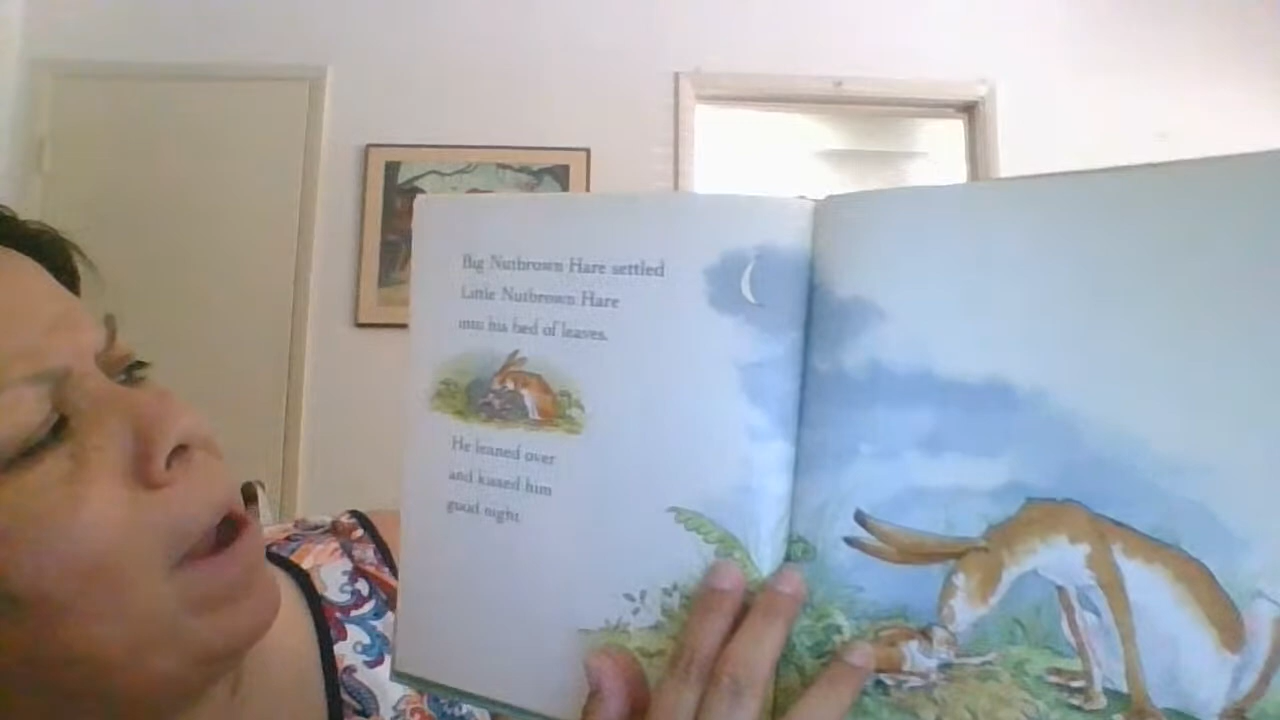 Big Nutbrown Hare settled
Little Nutbrown Hare
into his bed of leaves.
He leaned over
and kissed him
good night.